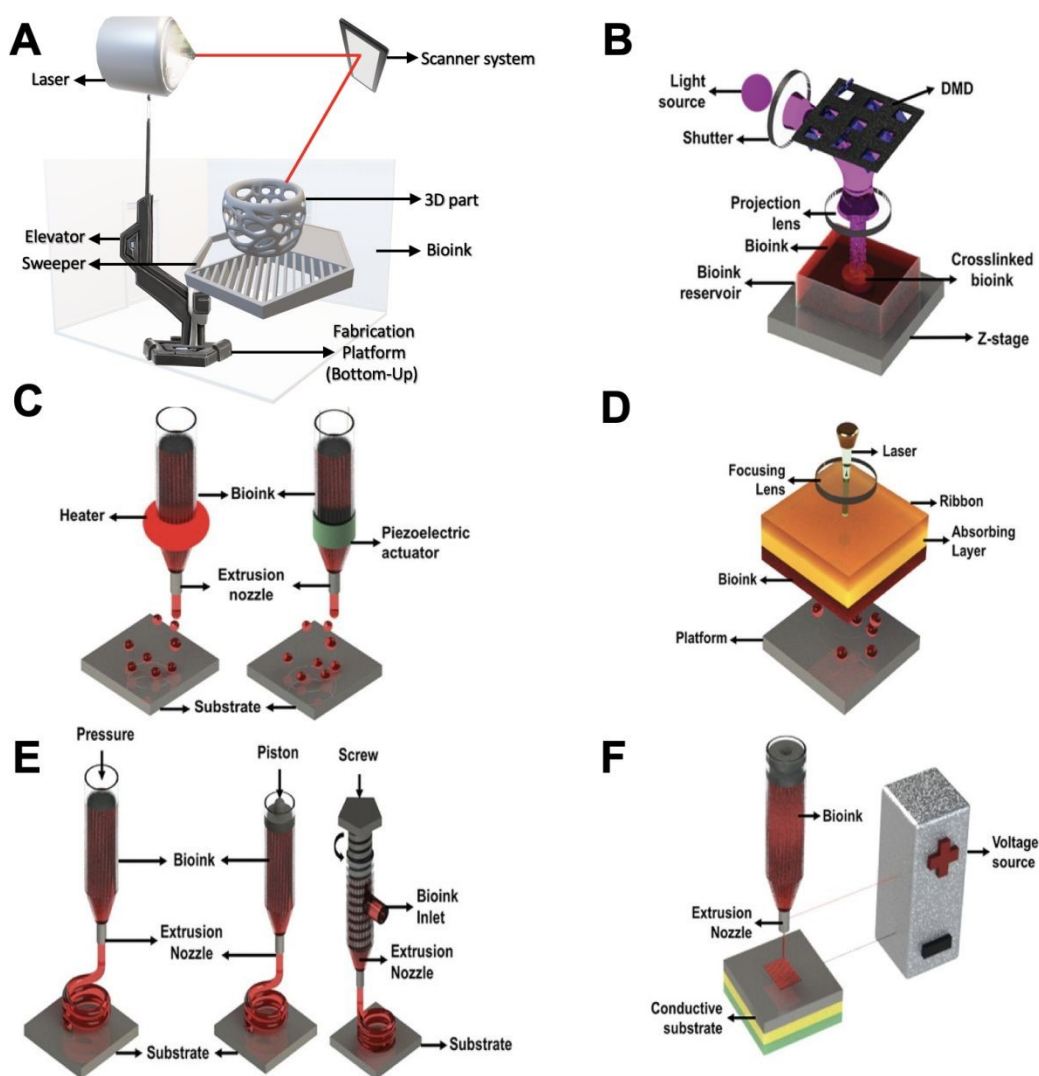 A
Laser
Scanner system
3D part
Bioink
Elevator
Sweeper
Fabrication
Platform
(Bottom-Up)
B
Light
source
DMD
Shutter
Projection
lens
Bioink
Bioink
reservoir
Crosslinked
bioink
Z-stage
C
Bioink
Heater
Piezoelectric
actuator
Extrusion
nozzle
Substrate
D
Laser
Focusing
Lens
Ribbon
Absorbing
Layer
Bioink
Platform
E
Pressure
Piston
Screw
Bioink
Bioink
Inlet
Extrusion
Nozzle
Extrusion
Nozzle
Substrate
Substrate
F
Bioink
Voltage
source
Extrusion
Nozzle
Conductive
substrate